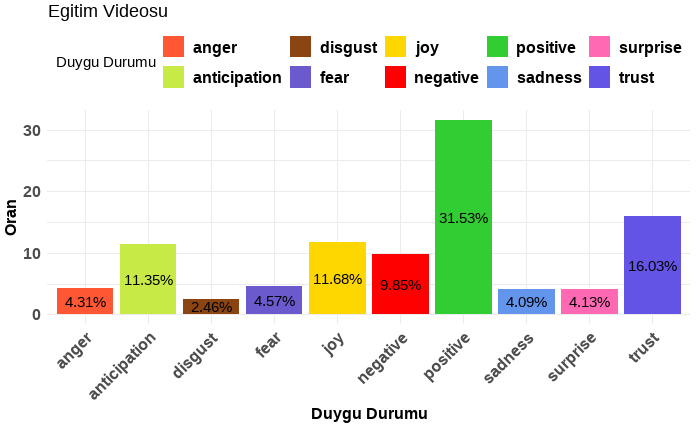 Egitim Videosu
Duygu Durumu
anger
disgust
joy
positive
surprise
anticipation
fear
negative
sadness
trust
Oran
30
20
10
0
4.31%
11.35%
2.46%
4.57%
11.68%
9.85%
31.53%
4.09%
4.13%
16.03%
anger
anticipation
disgust
fear
joy
negative
positive
sadness
surprise
trust
Duygu Durumu